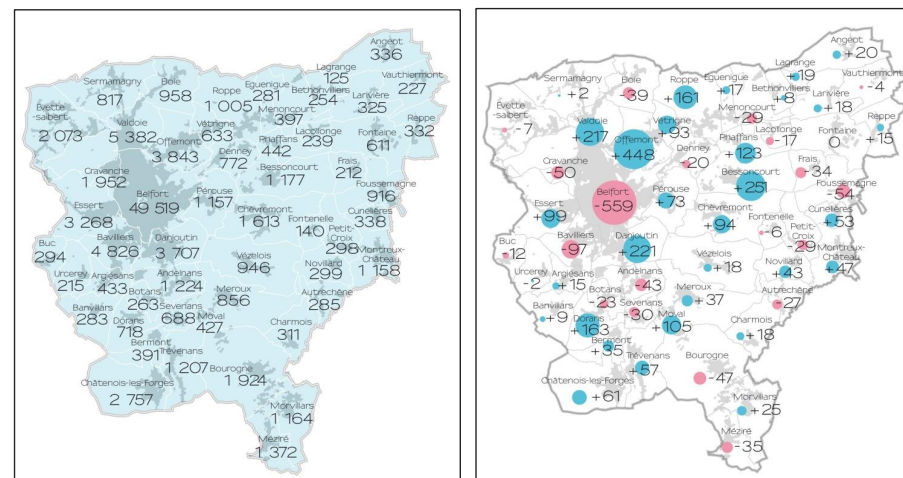 Angeot
336
Lagrange
125
Vauthiermont
227
Sermamagny
817
Boie
958
Eguenigue
281
Bethonvilliers
254
Larivière
325
Roppe
1 005
Menoncourt
397
Evette
-salbert
2 073
Valdoie
5 382
Vétrigne
633
Lacollonge
239
Reppe
332
Offemont
3 843
Phaffans
442
Fontaine
611
Denney
772
Bessoncourt
1 177
Frais
212
Cravanche
1 952
Foussemagne
916
Belfort
49 519
Pérouse
1 157
Essert
3 268
Chèvremont
1 613
Fontenelle
140
Cunelières
338
Petit-
Croix
298
Buc
294
Bavilliers
4 826
Danjoutin
3 707
Montreux-
Château
1 158
Vézelois
946
Novillard
299
Urcerey
215
Argiésans
433
Andelnans
1 224
Meroux
856
Autrechêne
285
Botans
263
Banvillars
283
Sevenans
688
Moval
427
Dorans
718
Charmois
311
Bermont
391
Trévenans
1 207
Bourogne
1 924
Châtenois-les-Forges
2 757
Morvillars
1 164
Méziré
1 372
Angeot
+20
Lagrange
+19
Vauthiermont
-4
Sermamagny
+2
Boie
-39
Roppe
+161
Eguenigue
+17
Bethonvilliers
+8
Larivière
+18
Menoncourt
-29
Evette
-salbert
-7
Valdoie
+217
Vétrigne
+93
Lacollonge
-17
Reppe
+15
Offemont
+448
Phaffans
+123
Fontaine
0
Denney
-20
Cravanche
-50
Bessoncourt
+251
Frais
-34
Foussemagne
-54
Belfort
-559
Pérouse
+73
Essert
+99
Chèvremont
+94
Fontenelle
-6
Cunelières
+53
Petit-
Croix
-29
Buc
-12
Bavilliers
-97
Danjoutin
+221
Montreux-
Château
+47
Vézelois
+18
Novillard
+43
Urcerey
-2
Argiésans
+15
Andelnans
-43
Autrechêne
-27
Botans
-23
Meroux
+37
Banvillars
+9
Sevenans
-30
Dorans
+163
Moval
+105
Charmois
+18
Bermont
+35
Trévenans
+57
Bourogne
-47
Châtenois-les-Forges
+61
Morvillars
+25
Méziré
-35